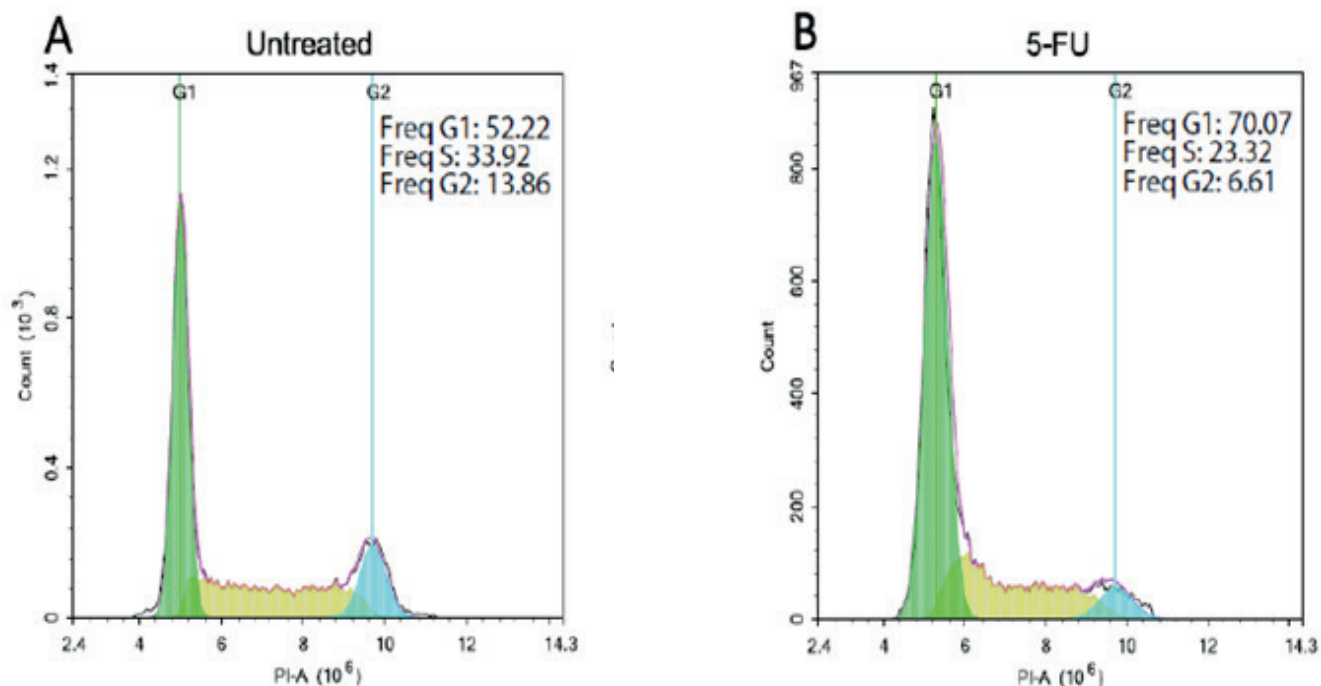 A
Untreated
G1
G2
Freq G1: 52.22
Freq S: 33.92
Freq G2: 13.86
1.4
1.2
0.8
0.4
0
Count (10^3)
2.4 4 6 8 10 12 14.3
PI-A (10^6)
B
5-FU
G1
G2
Freq G1: 70.07
Freq S: 23.32
Freq G2: 6.61
967
800
600
400
200
0
Count
2.4 4 6 8 10 12 14.3
PI-A (10^6)